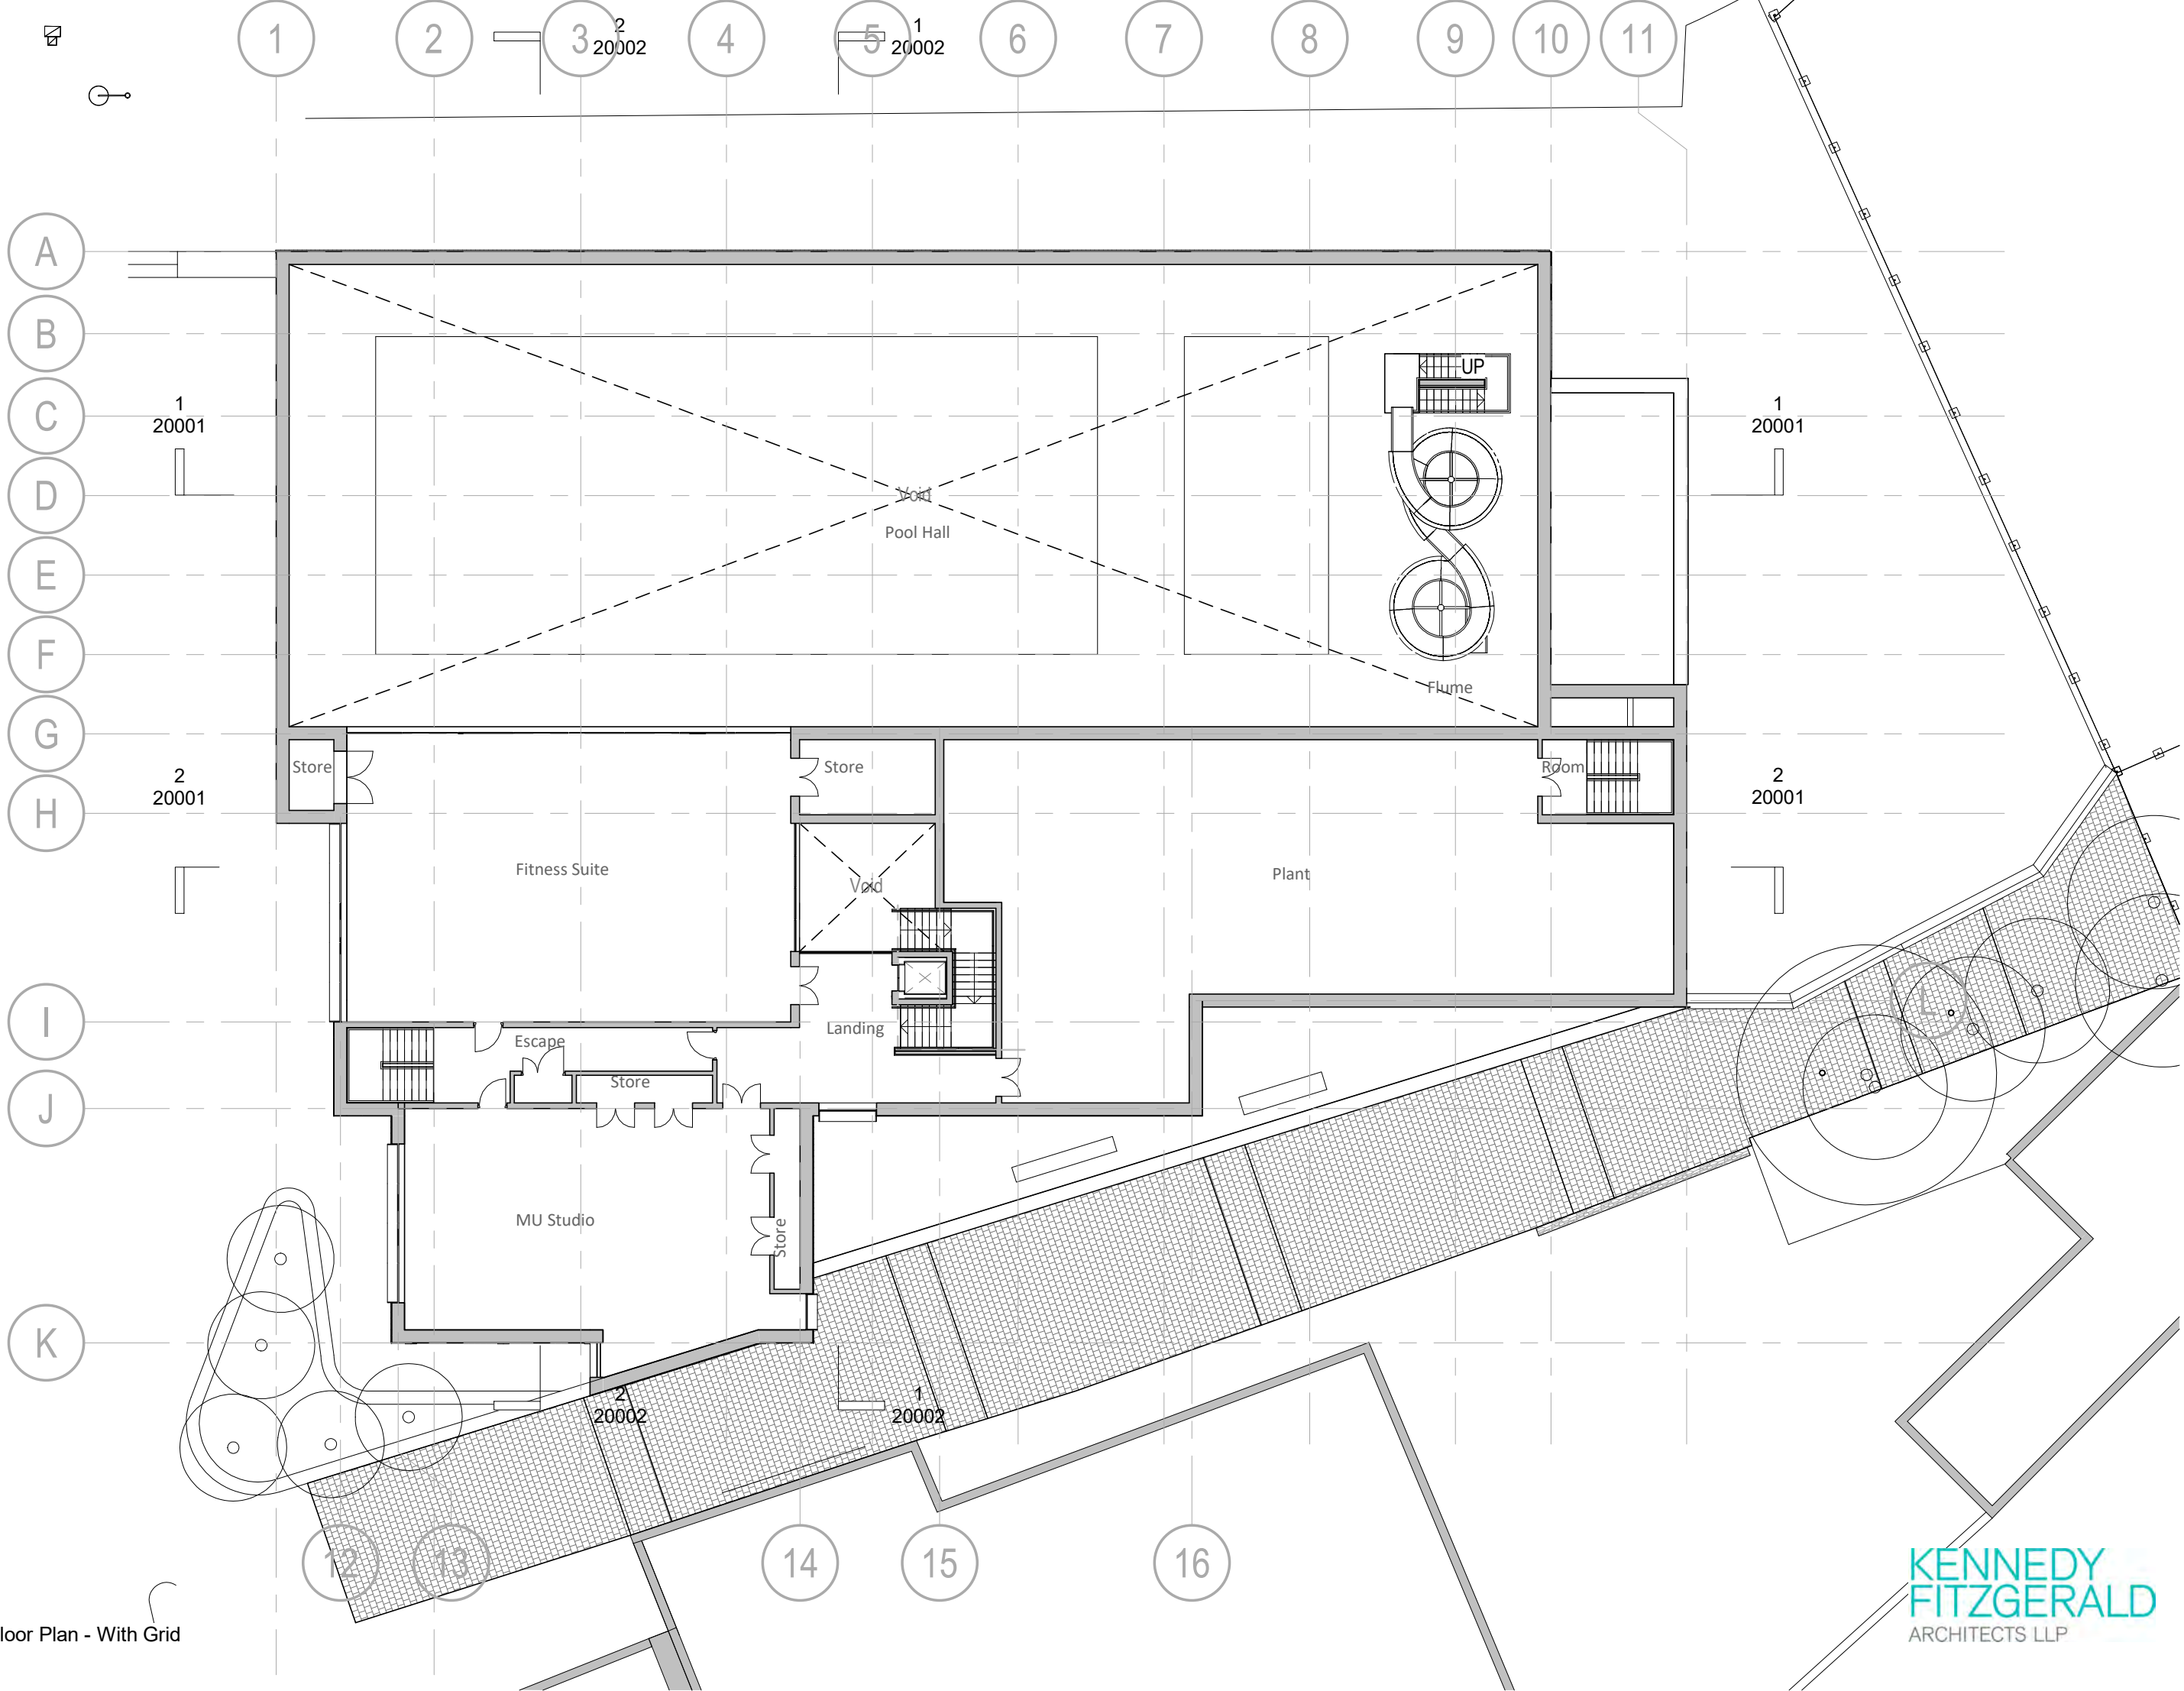 1
2
3
4
5
6
7
8
9
10
11
2
20002
1
20002
A
B
C
D
E
F
G
H
I
J
K
L
1
20001
1
20001
UP
Void
Pool Hall
Flume
2
20001
2
20001
Store
Store
Room
Fitness Suite
Void
Plant
Landing
Escape
Store
MU Studio
Store
2
20002
1
20002
12
13
14
15
16
loor Plan - With Grid
KENNEDY
FITZGERALD
ARCHITECTS LLP